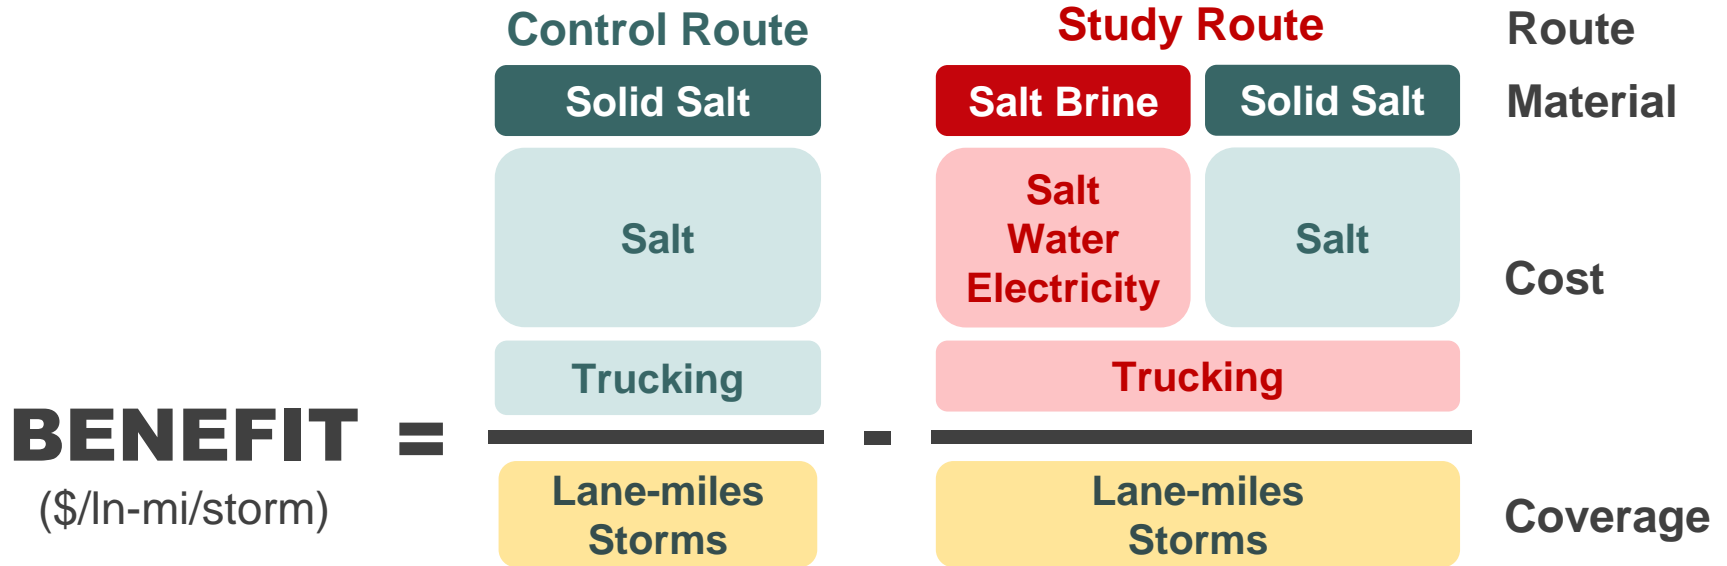 Control Route
Study Route
Route
Solid Salt
Salt Brine
Solid Salt
Material
Salt
Salt
Water
Electricity
Salt
Cost
Trucking
Trucking
BENEFIT =
-
($/ln-mi/storm)
Lane-miles
Storms
Lane-miles
Storms
Coverage